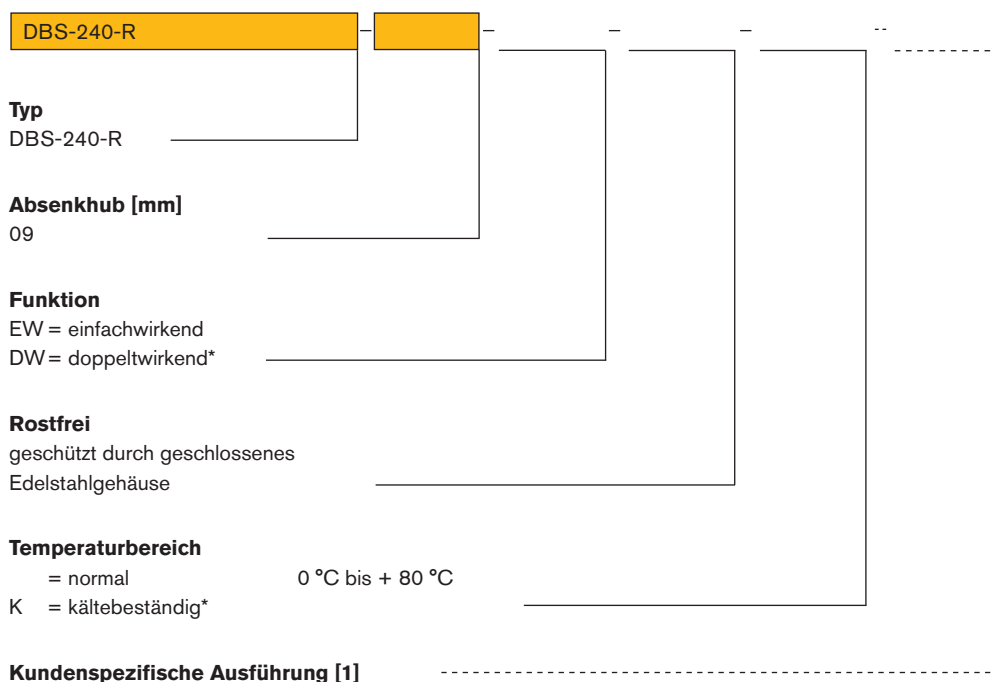 DBS-240-R
Typ
DBS-240-R
Absenkhub [mm]
09
Funktion
EW = einfachwirkend
DW = doppeltwirkend*
Rostfrei
geschützt durch geschlossenes
Edelstahlgehäuse
Temperaturbereich
= normal 0 °C bis + 80 °C
K = kältebeständig*
Kundenspezifische Ausführung [1]